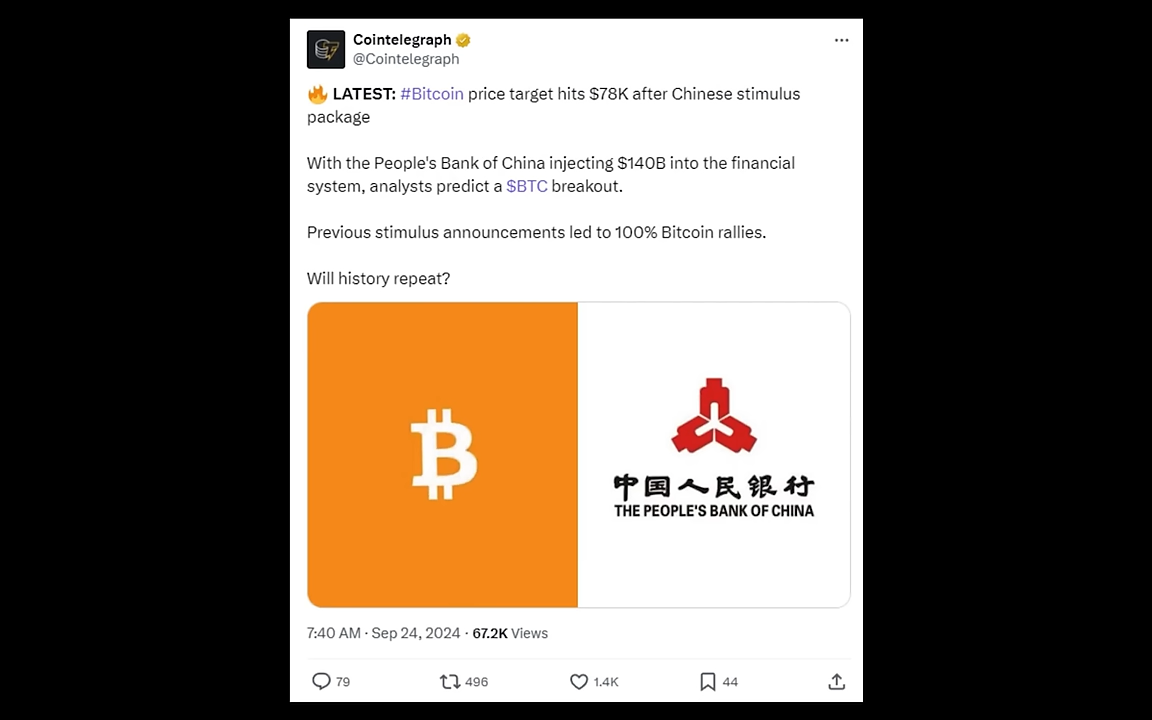 Cointelegraph
@Cointelegraph
🔥 LATEST: #Bitcoin price target hits $78K after Chinese stimulus
package
With the People's Bank of China injecting $140B into the financial
system, analysts predict a $BTC breakout.
Previous stimulus announcements led to 100% Bitcoin rallies.
Will history repeat?
中国人民银行
THE PEOPLE'S BANK OF CHINA
7:40 AM · Sep 24, 2024 · 67.2K Views
79 496 1.4K 44